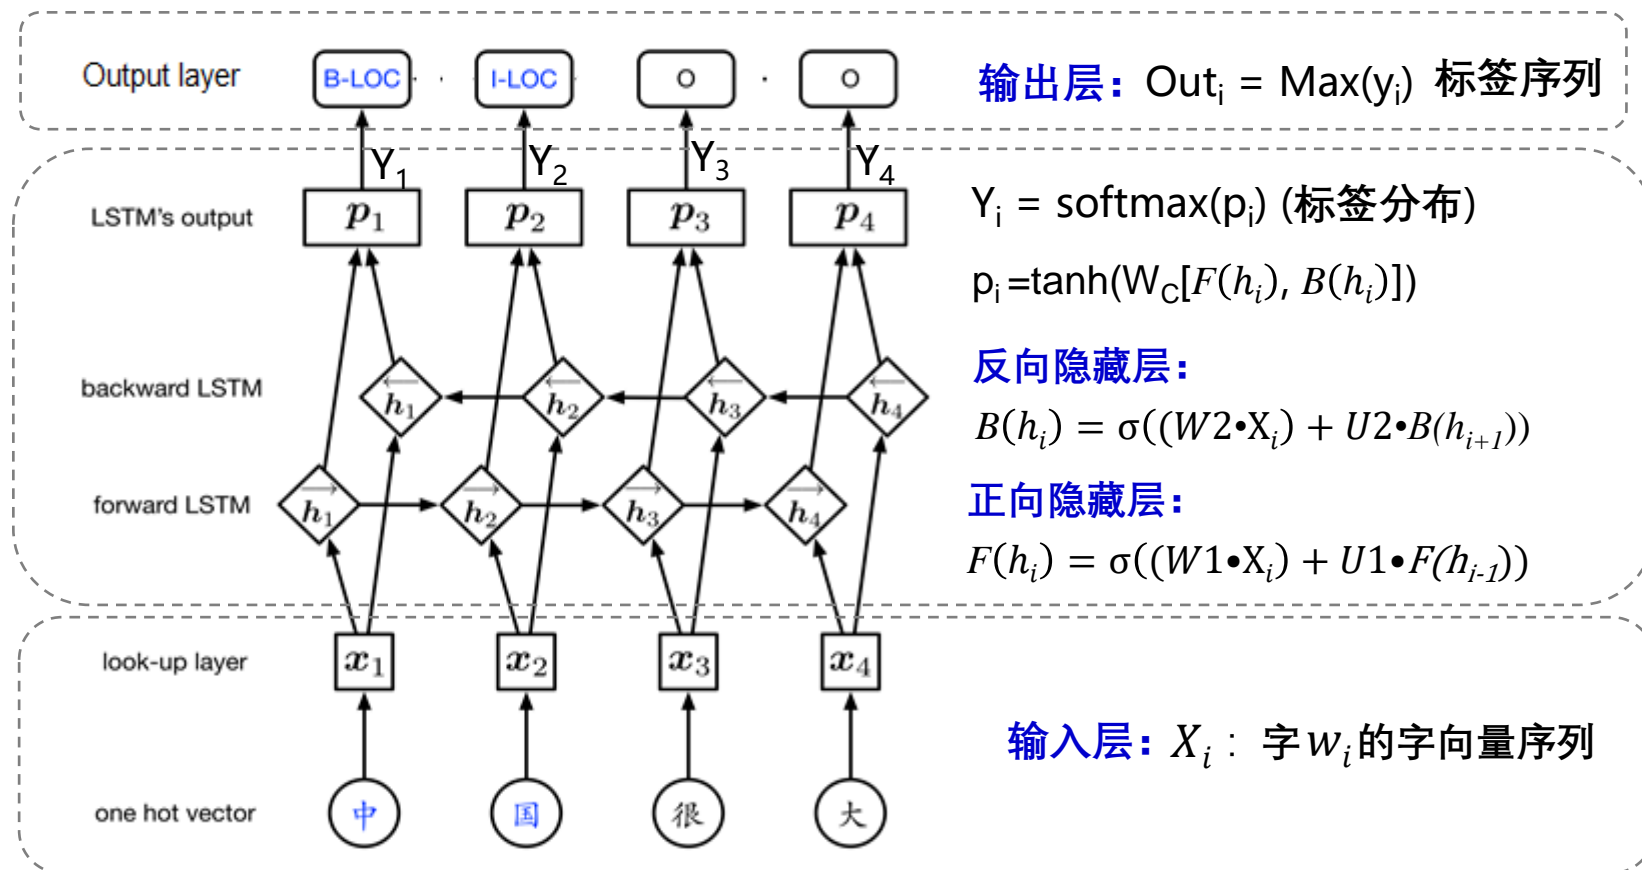 Output layer
B-LOC
I-LOC
O
O
输出层：Outᵢ = Max(yᵢ) 标签序列
Y₁
Y₂
Y₃
Y₄
LSTM's output
p₁
p₂
p₃
p₄
Yᵢ = softmax(pᵢ) (标签分布)
pᵢ=tanh(W_C[F(hᵢ), B(hᵢ)])
backward LSTM
←h₁
←h₂
←h₃
←h₄
反向隐藏层：
B(hᵢ) = σ((W2•Xᵢ) + U2•B(hᵢ₊₁))
forward LSTM
→h₁
→h₂
→h₃
→h₄
正向隐藏层：
F(hᵢ) = σ((W1•Xᵢ) + U1•F(hᵢ₋₁))
look-up layer
x₁
x₂
x₃
x₄
输入层：Xᵢ： 字wᵢ的字向量序列
one hot vector
中
国
很
大